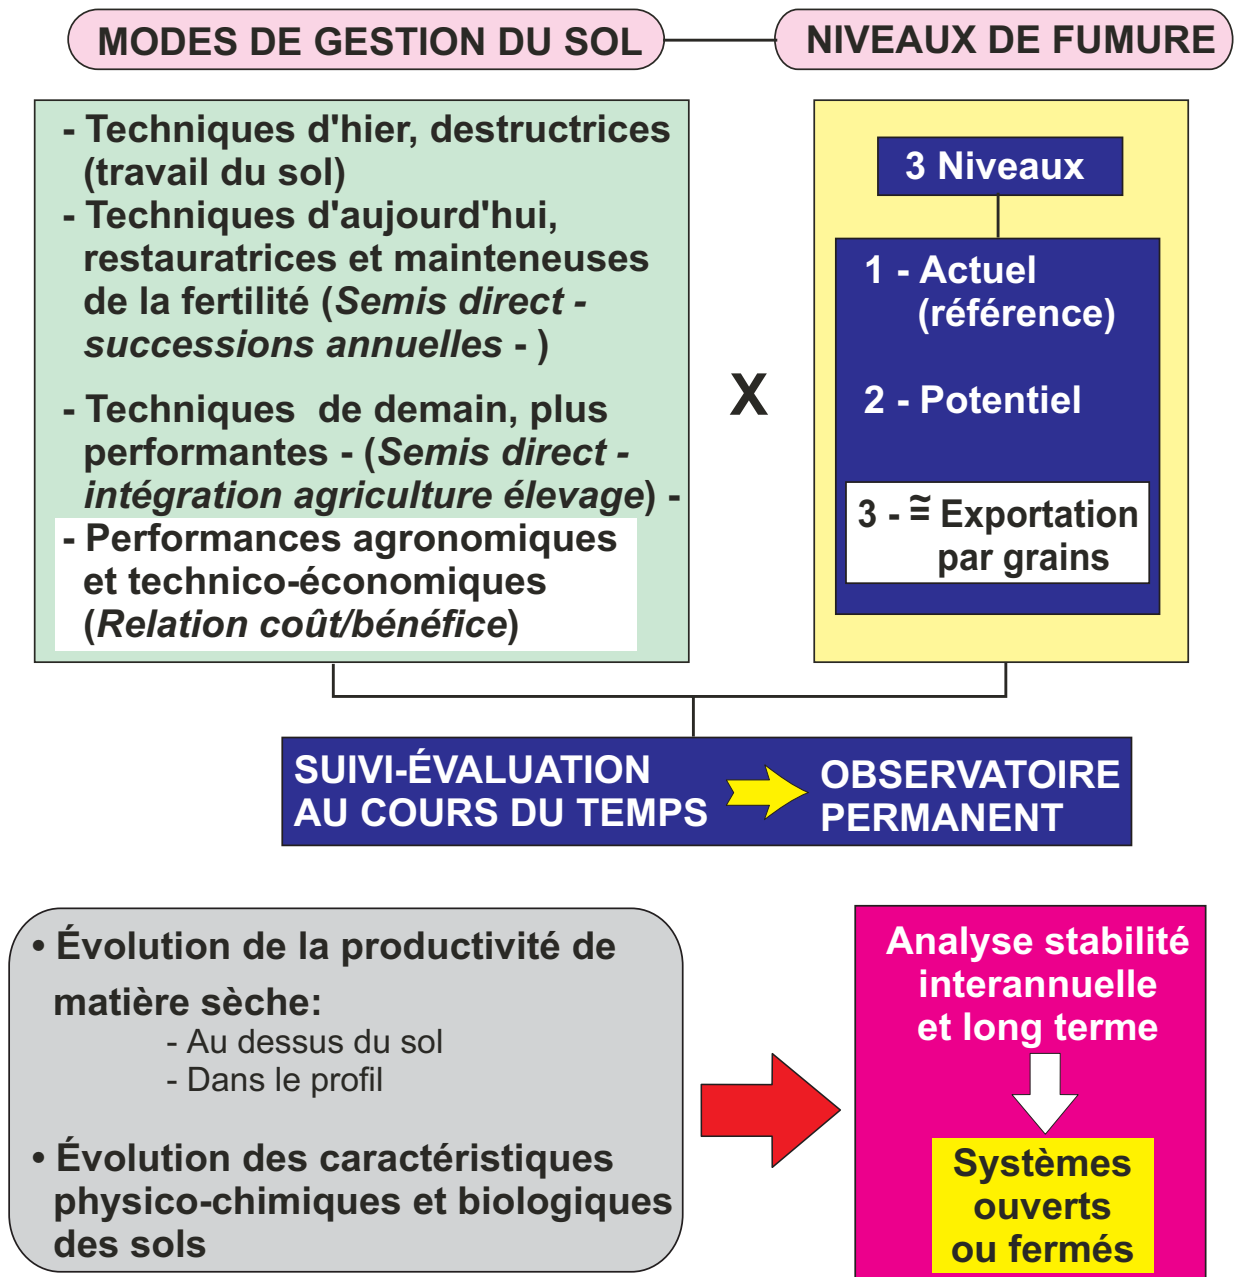 MODES DE GESTION DU SOL
NIVEAUX DE FUMURE
- Techniques d'hier, destructrices
(travail du sol)
- Techniques d'aujourd'hui,
restauratrices et mainteneuses
de la fertilité (Semis direct -
successions annuelles - )
- Techniques de demain, plus
performantes - (Semis direct -
intégration agriculture élevage) -
- Performances agronomiques
et technico-économiques
(Relation coût/bénéfice)
X
3 Niveaux
1 - Actuel
(référence)
2 - Potentiel
3 - ≅ Exportation
par grains
SUIVI-ÉVALUATION
AU COURS DU TEMPS
OBSERVATOIRE
PERMANENT
• Évolution de la productivité de
matière sèche:
- Au dessus du sol
- Dans le profil
• Évolution des caractéristiques
physico-chimiques et biologiques
des sols
Analyse stabilité
interannuelle
et long terme
Systèmes
ouverts
ou fermés